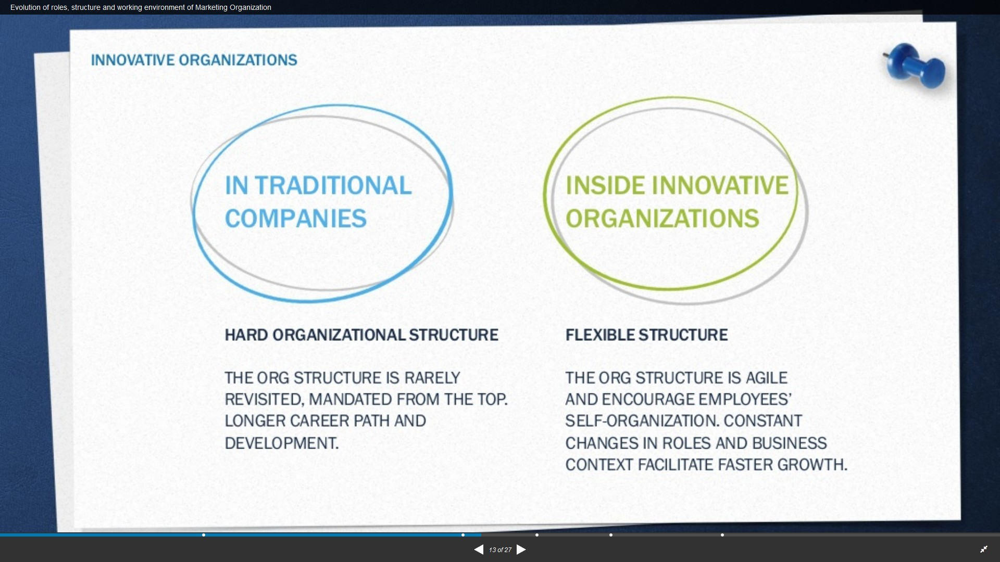 Evolution of roles, structure and working environment of Marketing Organization
INNOVATIVE ORGANIZATIONS
IN TRADITIONAL
COMPANIES
HARD ORGANIZATIONAL STRUCTURE
THE ORG STRUCTURE IS RARELY
REVISITED, MANDATED FROM THE TOP.
LONGER CAREER PATH AND
DEVELOPMENT.
INSIDE INNOVATIVE
ORGANIZATIONS
FLEXIBLE STRUCTURE
THE ORG STRUCTURE IS AGILE
AND ENCOURAGE EMPLOYEES’
SELF-ORGANIZATION. CONSTANT
CHANGES IN ROLES AND BUSINESS
CONTEXT FACILITATE FASTER GROWTH.
13 of 27